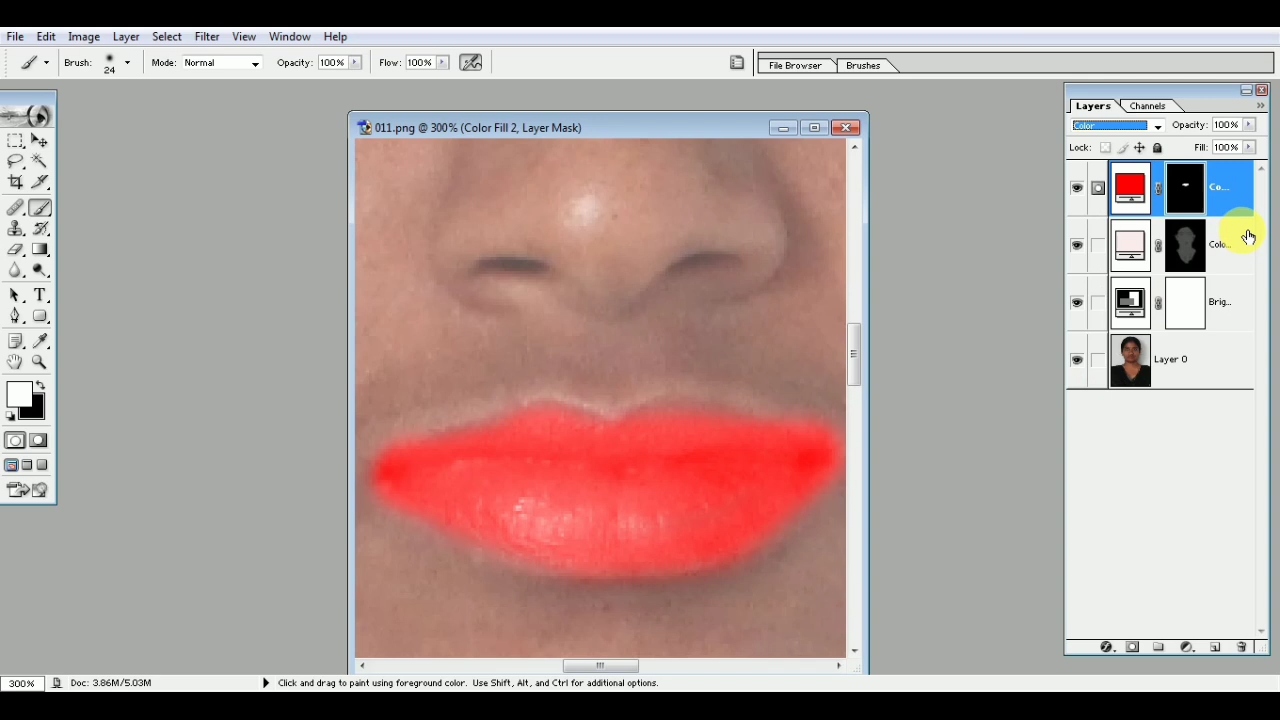 File Edit Image Layer Select Filter View Window Help
Brush: 24 Mode: Normal Opacity: 100% Flow: 100% File Browser Brushes
Layers Channels
011.png @ 300% (Color Fill 2, Layer Mask)
Color Opacity: 100%
Lock: Fill: 100%
Co...
Colo...
Brig...
Layer 0
300% Doc: 3.86M/5.03M Click and drag to paint using foreground color. Use Shift, Alt, and Ctrl for additional options.